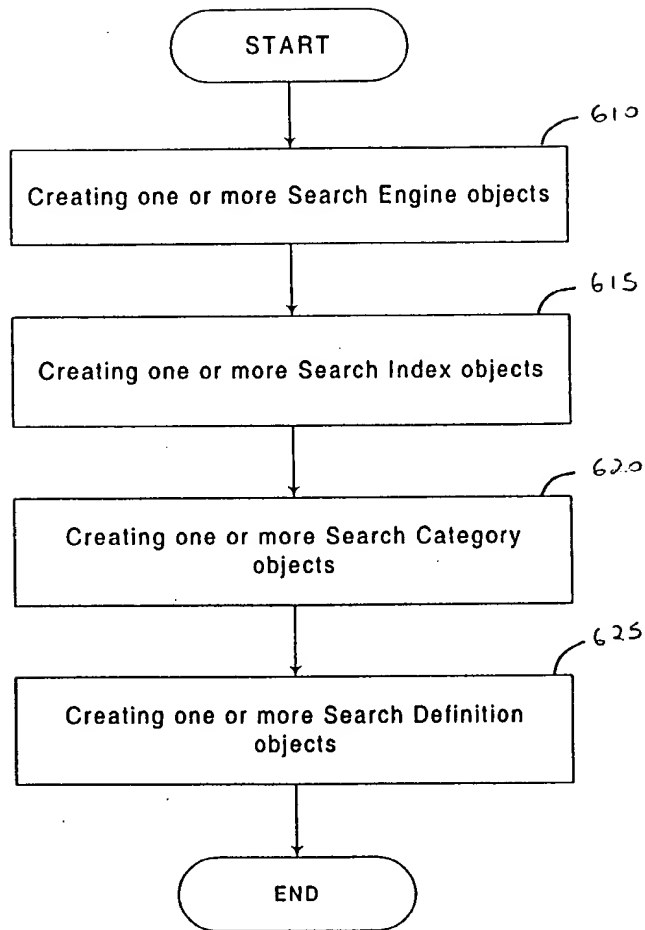 START
610
Creating one or more Search Engine objects
615
Creating one or more Search Index objects
620
Creating one or more Search Category
objects
625
Creating one or more Search Definition
objects
END